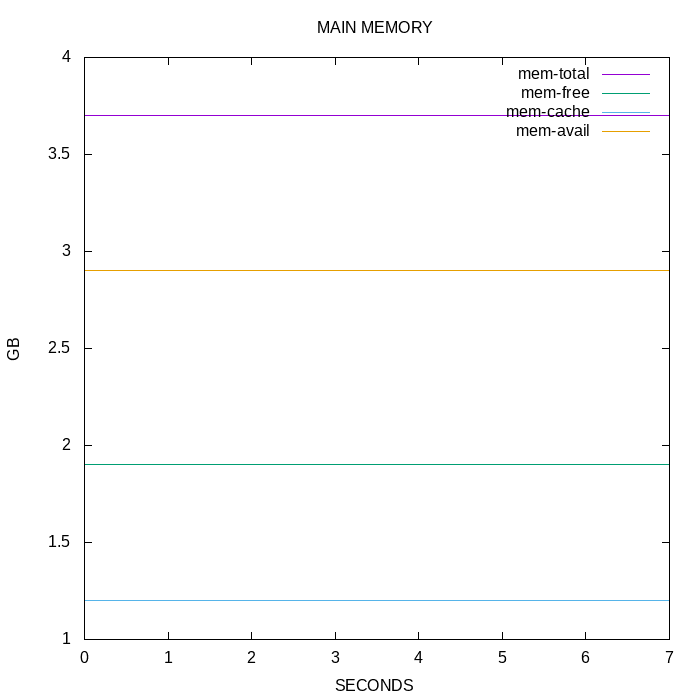 MAIN MEMORY
4
mem-total
mem-free
mem-cache
mem-avail
3.5
3
2.5
GB
2
1.5
1
0 1 2 3 4 5 6 7
SECONDS